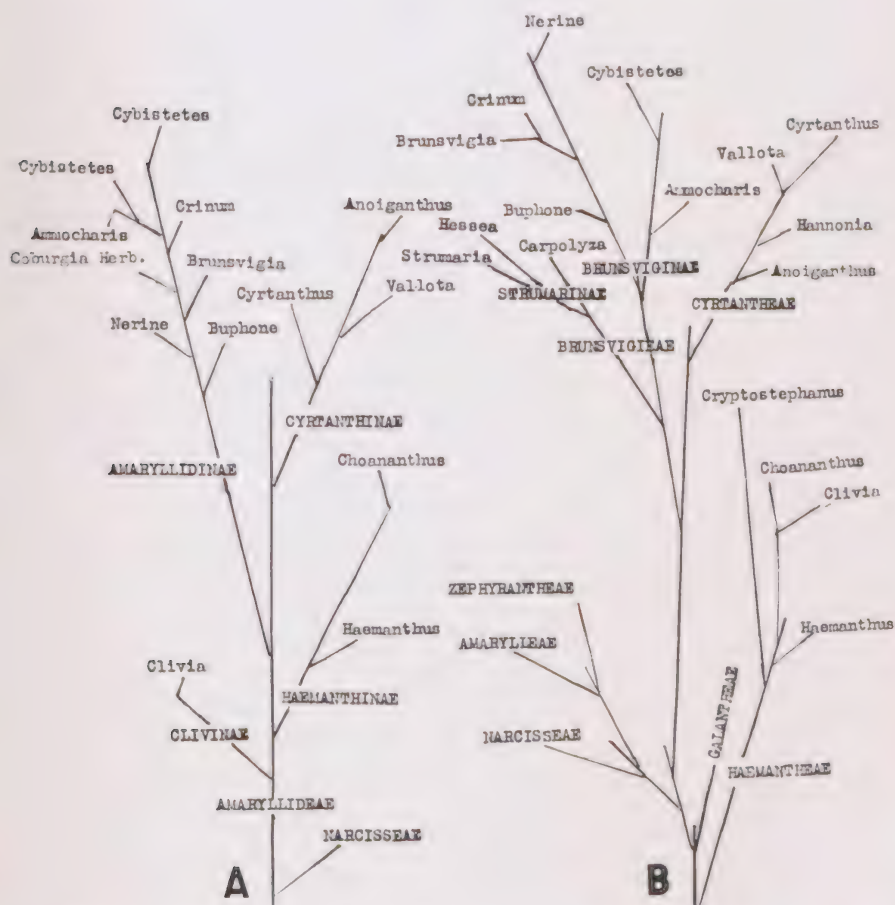 Cybistetes
Cybistetes
Crinum
Ammocharis
Coburgia Herb.
Brunsvigia
Nerine
Buphone
Anoiganthus
Cyrtanthus
Vallota
CYRTANTHINAE
AMARYLLIDINAE
Choananthus
Haemanthus
Clivia
HAEMANTHINAE
CLIVINAE
AMARYLLIDEAE
NARCISSEAE
A
Nerine
Cybistetes
Crinum
Brunsvigia
Cyrtanthus
Vallota
Ammocharis
Buphone
Hessea
Carpolyza
Hannonia
Strumaria
BRUNSVIGINAE
Anoiganthus
STRUMARINAE
CYRTANTHEAE
BRUNSVIGIEAE
Cryptostephanus
Choananthus
Clivia
ZEPHYRANTHEAE
AMARYLLEAE
Haemanthus
GALANTHEAE
NARCISSEAE
HAEMANTHEAE
B